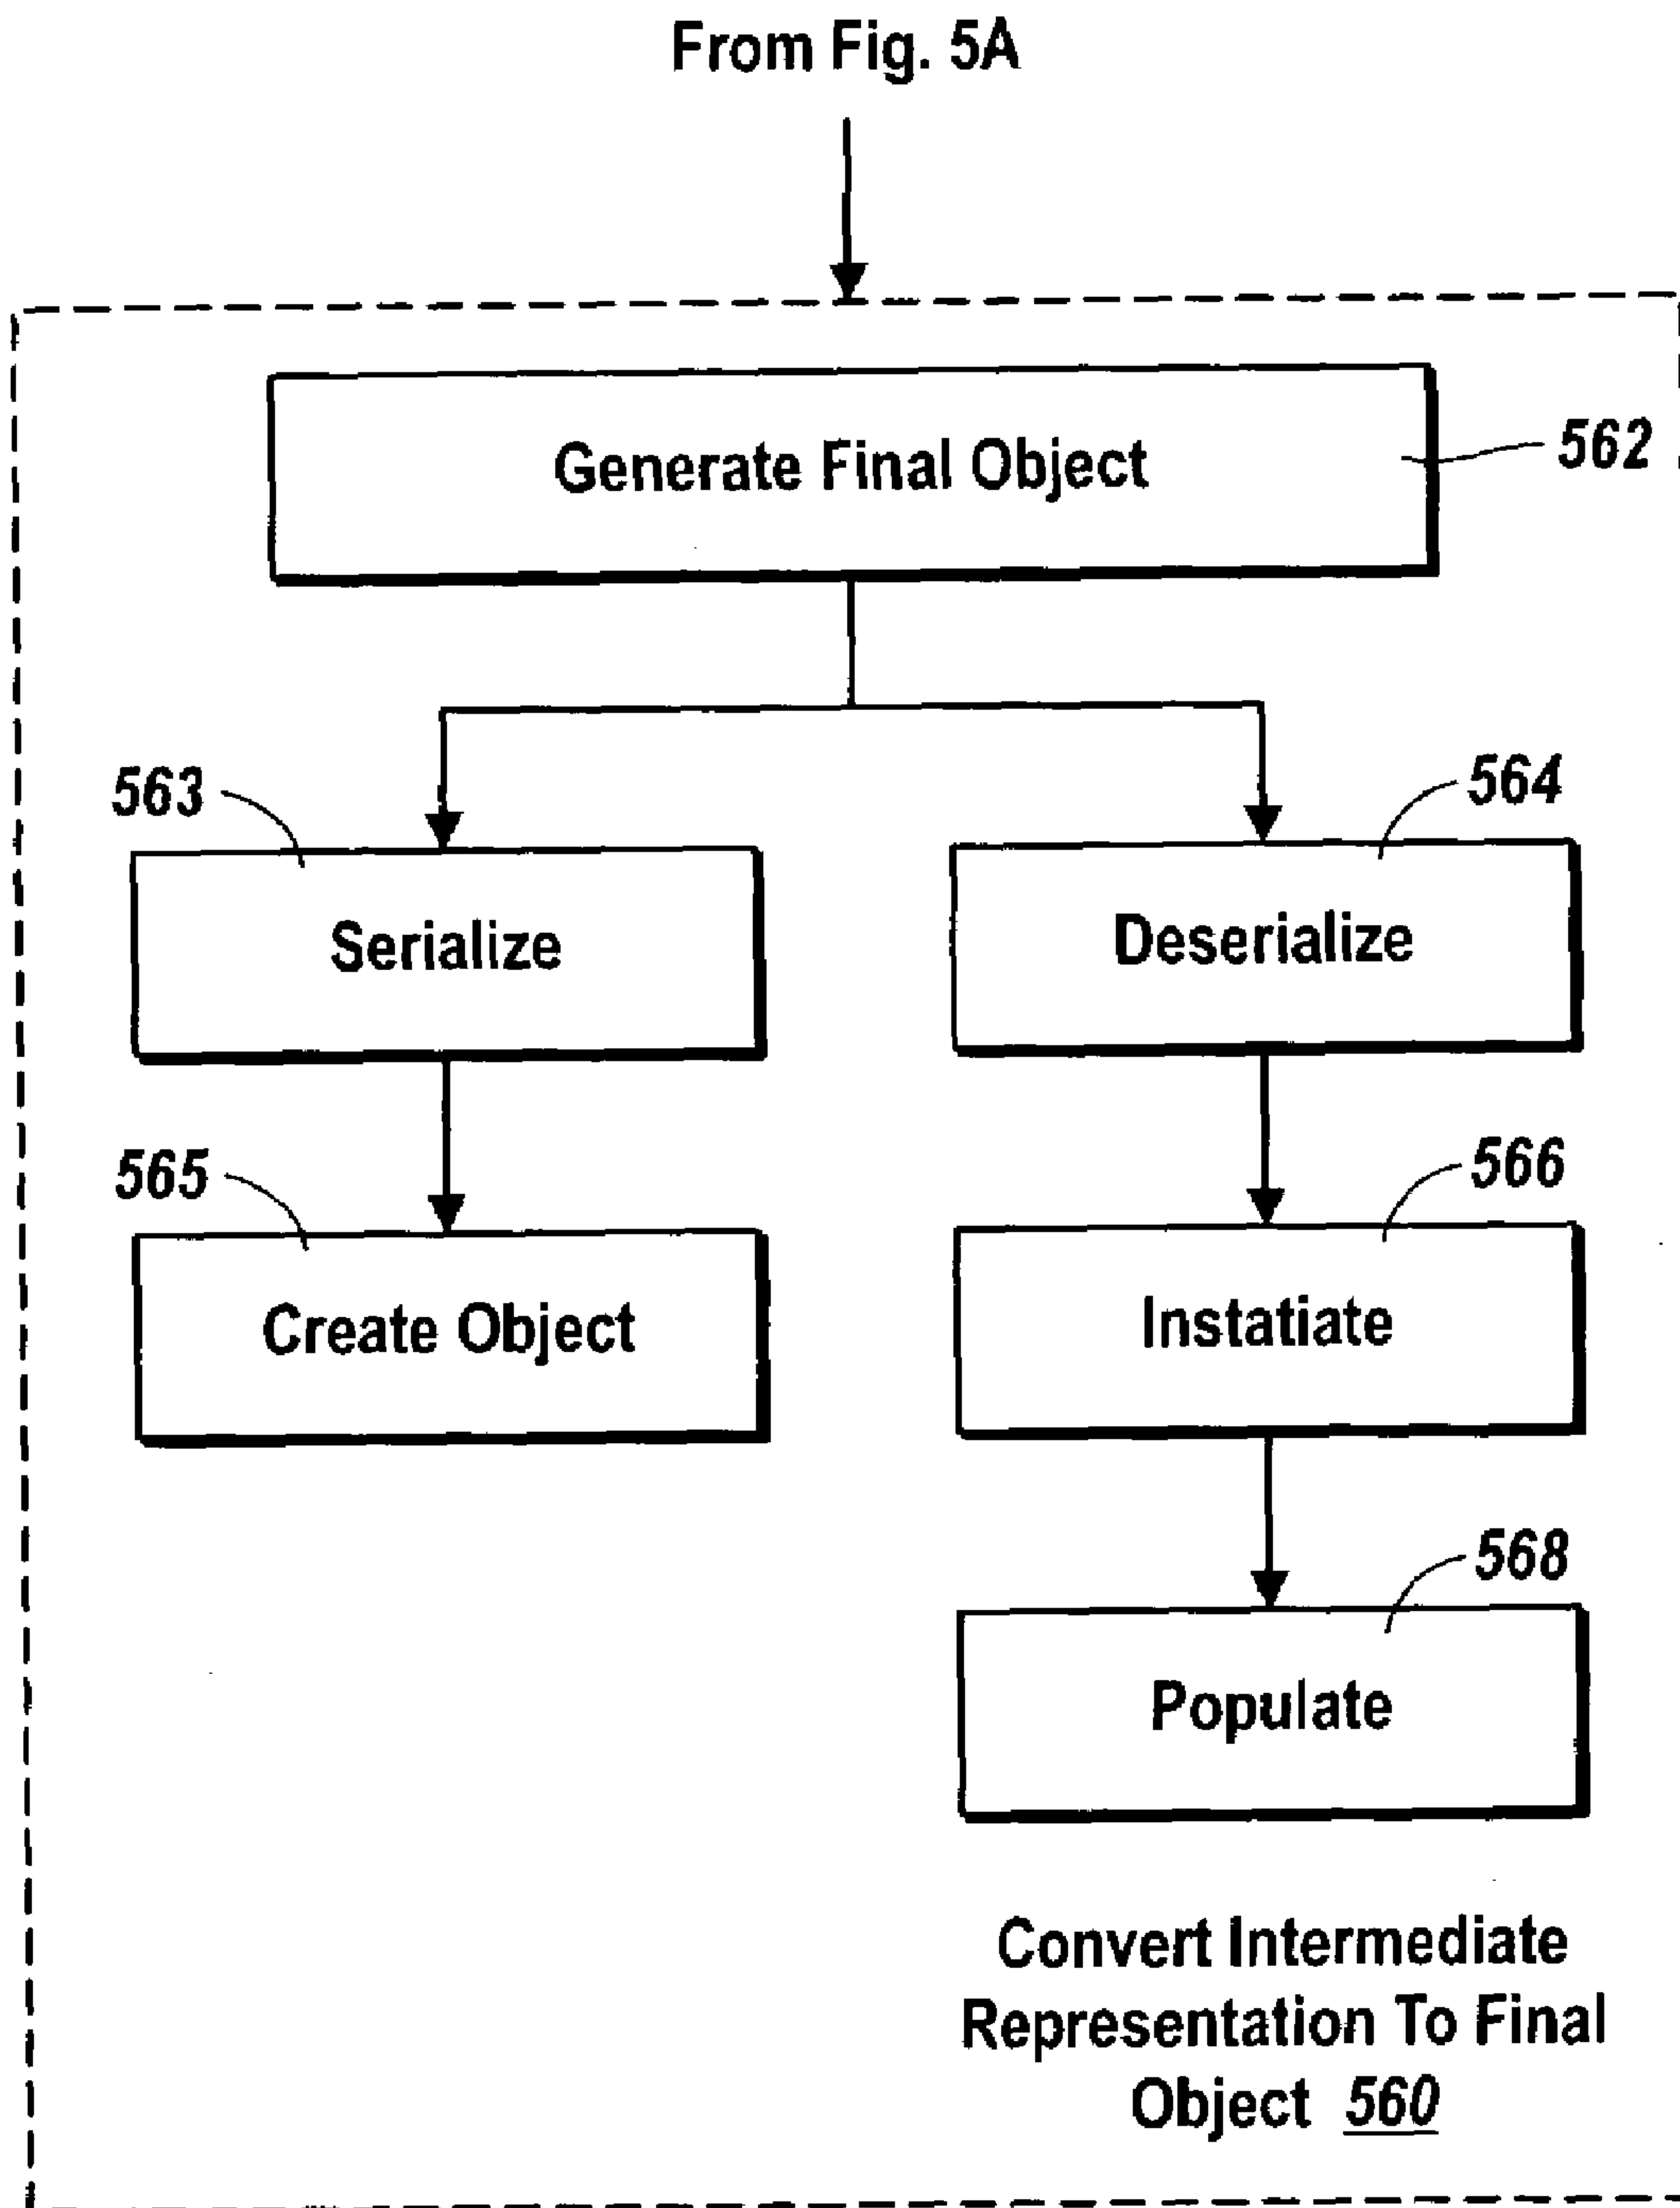 From Fig. 5A
Generate Final Object
562
563
564
Serialize
Deserialize
565
566
Create Object
Instatiate
568
Populate
Convert Intermediate
Representation To Final
Object 560